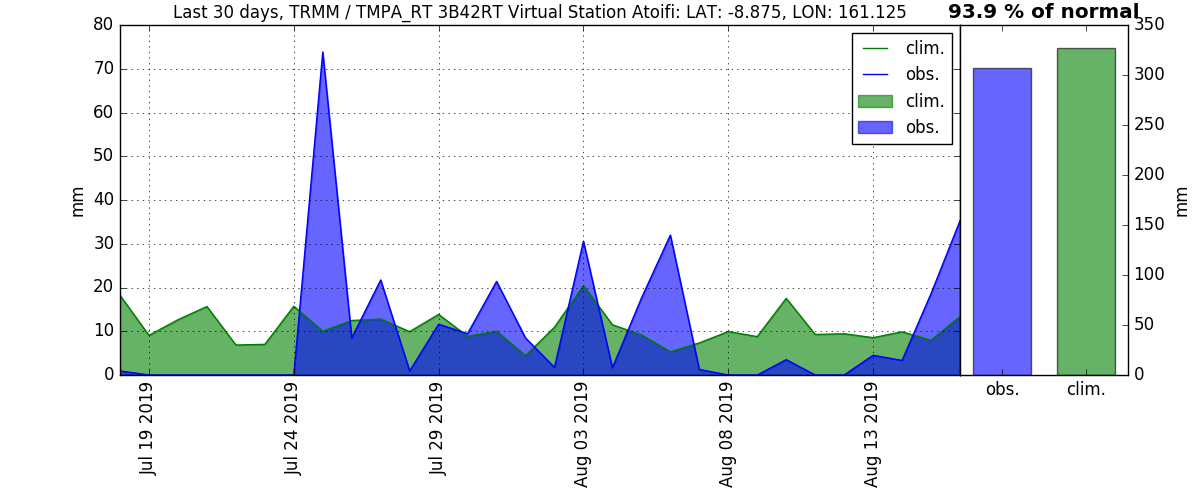 Last 30 days, TRMM / TMPA_RT 3B42RT Virtual Station Atoifi: LAT: -8.875, LON: 161.125
93.9 % of normal
80
70
60
50
40
30
20
10
0
mm
Jul 19 2019
Jul 24 2019
Jul 29 2019
Aug 03 2019
Aug 08 2019
Aug 13 2019
clim.
obs.
clim.
obs.
350
300
250
200
150
100
50
0
mm
obs.
clim.